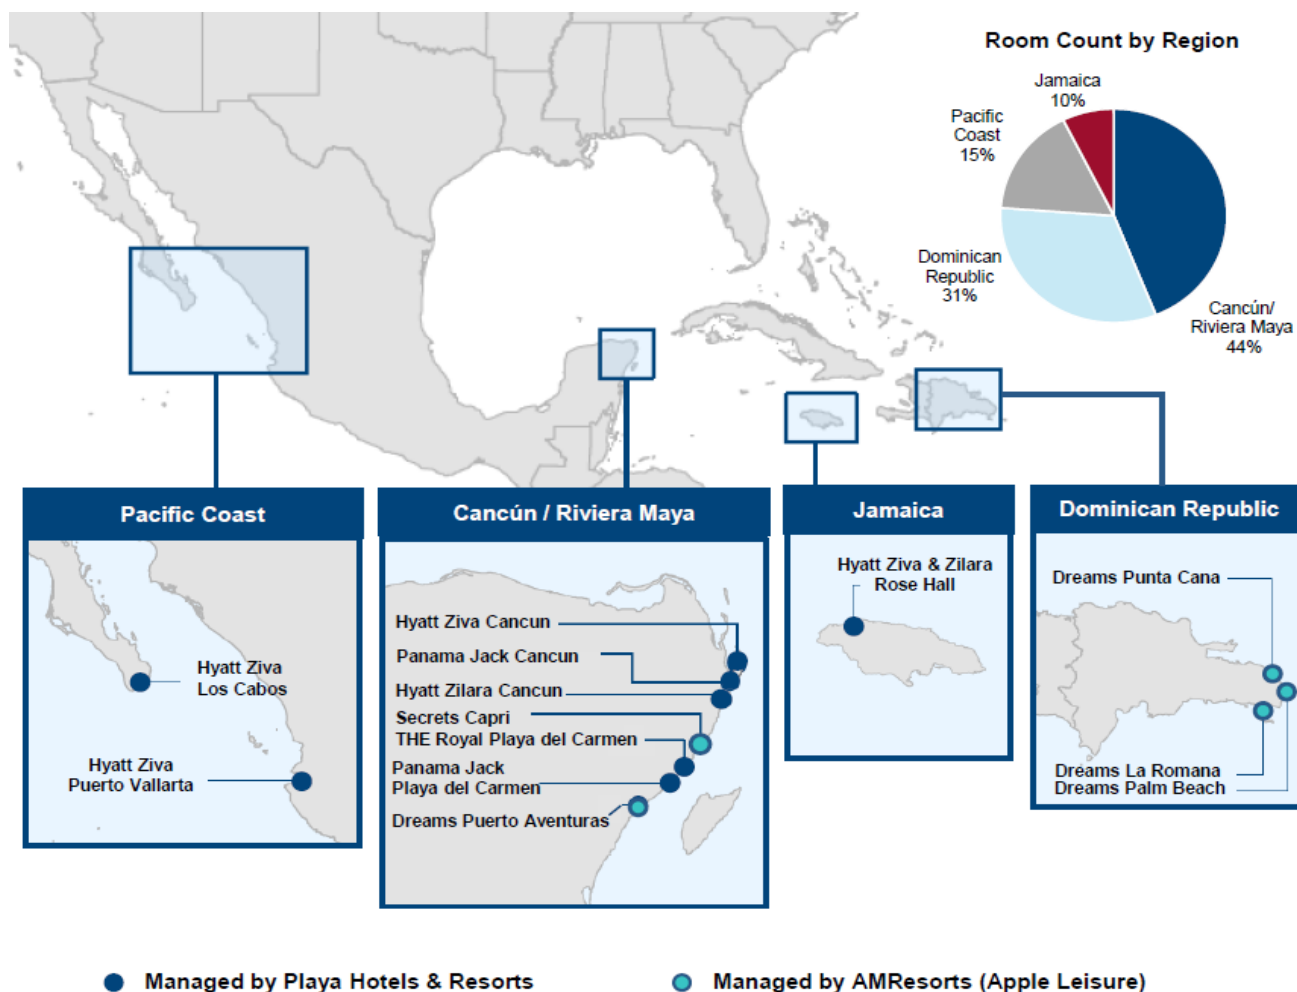 Room Count by Region
Jamaica
10%
Pacific
Coast
15%
Dominican
Republic
31%
Cancún/
Riviera Maya
44%
Pacific Coast
Hyatt Ziva
Los Cabos
Hyatt Ziva
Puerto Vallarta
Cancún / Riviera Maya
Hyatt Ziva Cancun
Panama Jack Cancun
Hyatt Zilara Cancun
Secrets Capri
THE Royal Playa del Carmen
Panama Jack
Playa del Carmen
Dreams Puerto Aventuras
Jamaica
Hyatt Ziva & Zilara
Rose Hall
Dominican Republic
Dreams Punta Cana
Dreams La Romana
Dreams Palm Beach
Managed by Playa Hotels & Resorts
Managed by AMResorts (Apple Leisure)